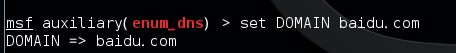 msf auxiliary(enum_dns) > set DOMAIN baidu.com
DOMAIN => baidu.com